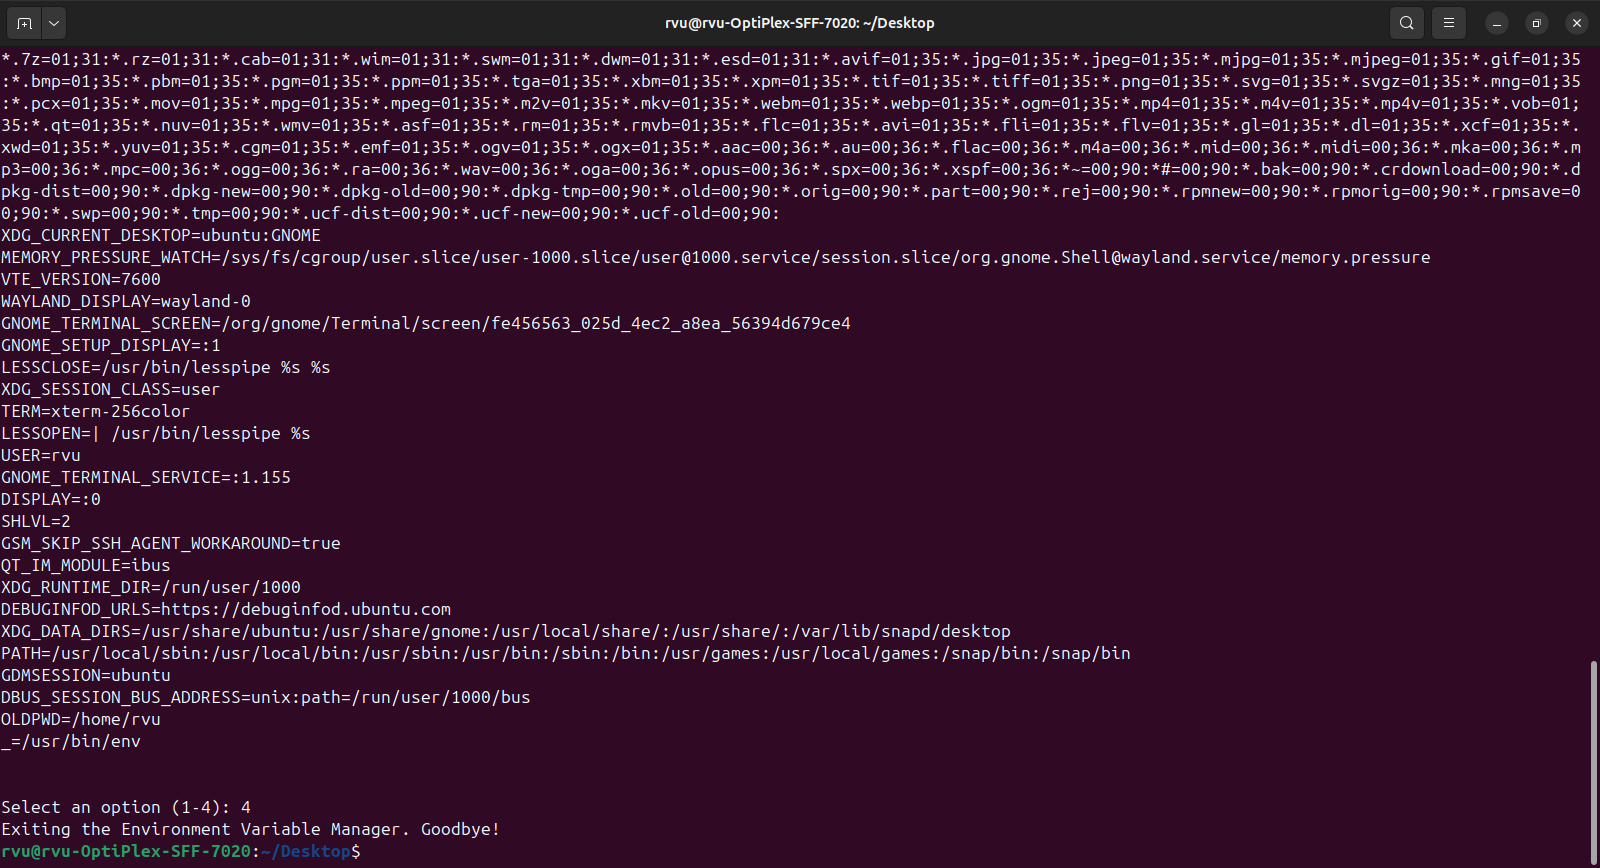 rvu@rvu-OptiPlex-SFF-7020: ~/Desktop
*.7z=01;31:*.rz=01;31:*.cab=01;31:*.wim=01;31:*.swm=01;31:*.dwm=01;31:*.esd=01;31:*.avif=01;35:*.jpg=01;35:*.jpeg=01;35:*.mjpg=01;35:*.mjpeg=01;35:*.gif=01;35
:*.bmp=01;35:*.pbm=01;35:*.pgm=01;35:*.ppm=01;35:*.tga=01;35:*.xbm=01;35:*.xpm=01;35:*.tif=01;35:*.tiff=01;35:*.png=01;35:*.svg=01;35:*.svgz=01;35:*.mng=01;35
:*.pcx=01;35:*.mov=01;35:*.mpg=01;35:*.mpeg=01;35:*.m2v=01;35:*.mkv=01;35:*.webm=01;35:*.webp=01;35:*.ogm=01;35:*.mp4=01;35:*.m4v=01;35:*.mp4v=01;35:*.vob=01;
35:*.qt=01;35:*.nuv=01;35:*.wmv=01;35:*.asf=01;35:*.rm=01;35:*.rmvb=01;35:*.flc=01;35:*.avi=01;35:*.fli=01;35:*.flv=01;35:*.gl=01;35:*.dl=01;35:*.xcf=01;35:*.
xwd=01;35:*.yuv=01;35:*.cgm=01;35:*.emf=01;35:*.ogv=01;35:*.ogx=01;35:*.aac=00;36:*.au=00;36:*.flac=00;36:*.m4a=00;36:*.mid=00;36:*.midi=00;36:*.mka=00;36:*.m
p3=00;36:*.mpc=00;36:*.ogg=00;36:*.ra=00;36:*.wav=00;36:*.oga=00;36:*.opus=00;36:*.spx=00;36:*.xspf=00;36:*~=00;90:*#=00;90:*.bak=00;90:*.crdownload=00;90:*.d
pkg-dist=00;90:*.dpkg-new=00;90:*.dpkg-old=00;90:*.dpkg-tmp=00;90:*.old=00;90:*.orig=00;90:*.part=00;90:*.rej=00;90:*.rpmnew=00;90:*.rpmorig=00;90:*.rpmsave=0
0;90:*.swp=00;90:*.tmp=00;90:*.ucf-dist=00;90:*.ucf-new=00;90:*.ucf-old=00;90:
XDG_CURRENT_DESKTOP=ubuntu:GNOME
MEMORY_PRESSURE_WATCH=/sys/fs/cgroup/user.slice/user-1000.slice/user@1000.service/session.slice/org.gnome.Shell@wayland.service/memory.pressure
VTE_VERSION=7600
WAYLAND_DISPLAY=wayland-0
GNOME_TERMINAL_SCREEN=/org/gnome/Terminal/screen/fe456563_025d_4ec2_a8ea_56394d679ce4
GNOME_SETUP_DISPLAY=:1
LESSCLOSE=/usr/bin/lesspipe %s %s
XDG_SESSION_CLASS=user
TERM=xterm-256color
LESSOPEN=| /usr/bin/lesspipe %s
USER=rvu
GNOME_TERMINAL_SERVICE=:1.155
DISPLAY=:0
SHLVL=2
GSM_SKIP_SSH_AGENT_WORKAROUND=true
QT_IM_MODULE=ibus
XDG_RUNTIME_DIR=/run/user/1000
DEBUGINFOD_URLS=https://debuginfod.ubuntu.com
XDG_DATA_DIRS=/usr/share/ubuntu:/usr/share/gnome:/usr/local/share/:/usr/share/:/var/lib/snapd/desktop
PATH=/usr/local/sbin:/usr/local/bin:/usr/sbin:/usr/bin:/sbin:/bin:/usr/games:/usr/local/games:/snap/bin:/snap/bin
GDMSESSION=ubuntu
DBUS_SESSION_BUS_ADDRESS=unix:path=/run/user/1000/bus
OLDPWD=/home/rvu
_=/usr/bin/env
Select an option (1-4): 4
Exiting the Environment Variable Manager. Goodbye!
rvu@rvu-OptiPlex-SFF-7020:~/Desktop$